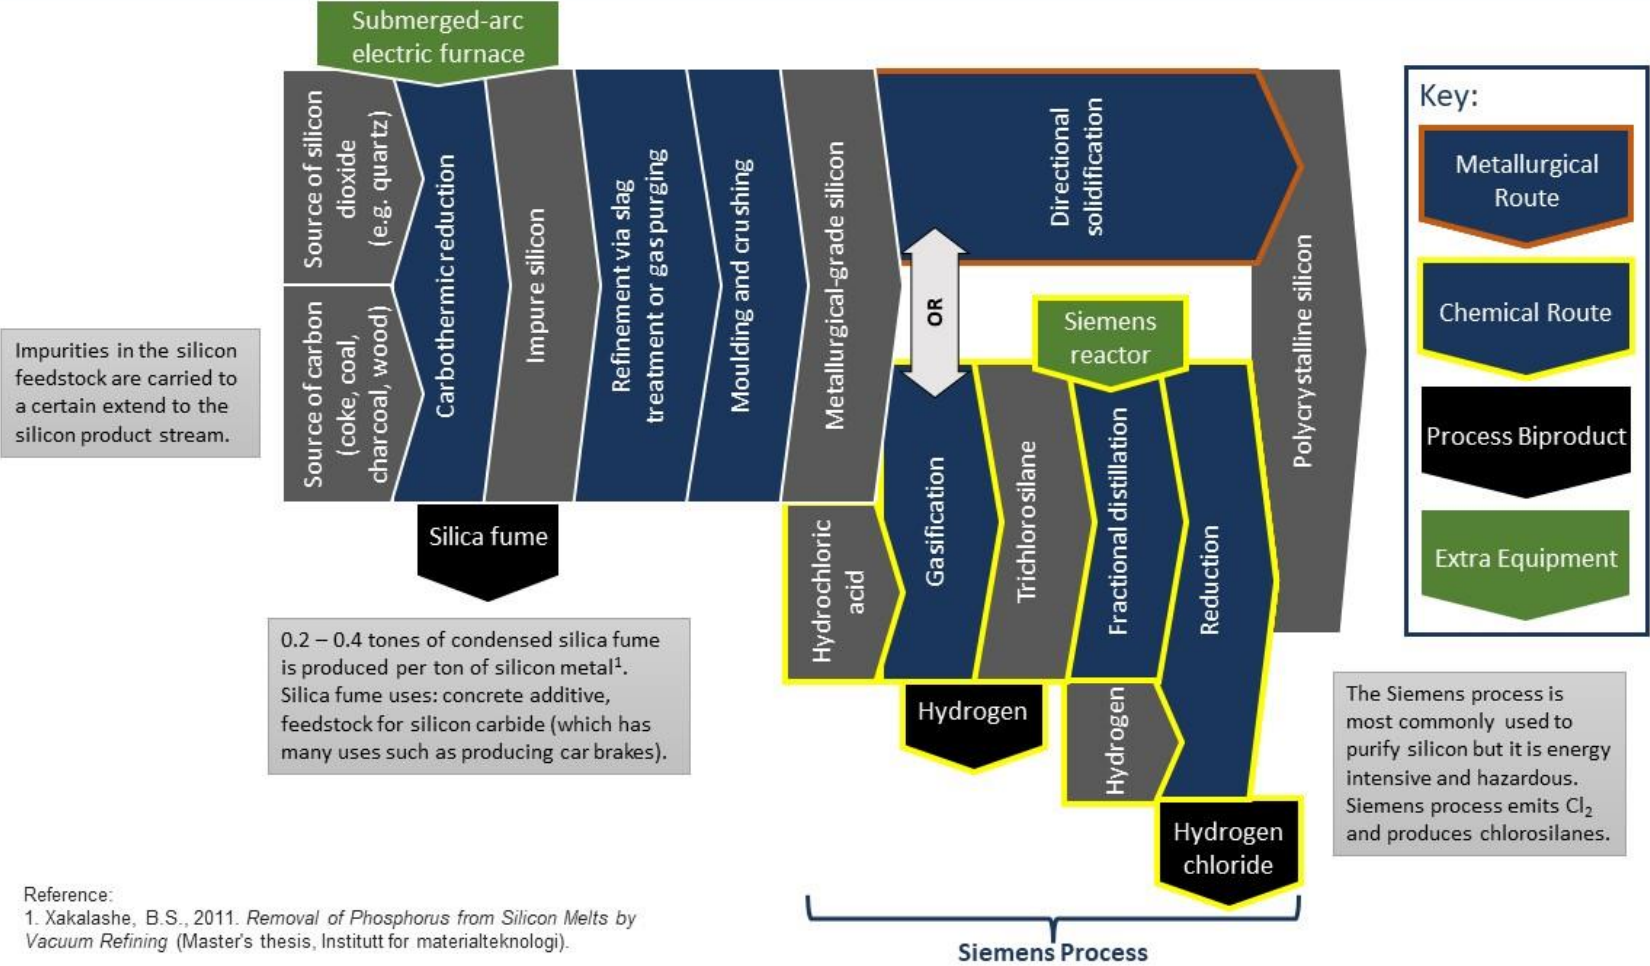 Submerged-arc
electric furnace
Source of silicon
dioxide
(e.g. quartz)
Source of carbon
(coke, coal,
charcoal, wood)
Carbothermic reduction
Impure silicon
Refinement via slag
treatment or gas purging
Moulding and crushing
Metallurgical-grade silicon
Directional
solidification
OR
Siemens
reactor
Polycrystalline silicon
Hydrochloric
acid
Gasification
Trichlorosilane
Fractional distillation
Reduction
Hydrogen
Hydrogen
Hydrogen
chloride
Silica fume
Impurities in the silicon
feedstock are carried to
a certain extend to the
silicon product stream.
0.2 – 0.4 tones of condensed silica fume
is produced per ton of silicon metal¹.
Silica fume uses: concrete additive,
feedstock for silicon carbide (which has
many uses such as producing car brakes).
Key:
Metallurgical
Route
Chemical Route
Process Biproduct
Extra Equipment
The Siemens process is
most commonly used to
purify silicon but it is energy
intensive and hazardous.
Siemens process emits Cl₂
and produces chlorosilanes.
Siemens Process
Reference:
1. Xakalashe, B.S., 2011. Removal of Phosphorus from Silicon Melts by
Vacuum Refining (Master's thesis, Institutt for materialteknologi).